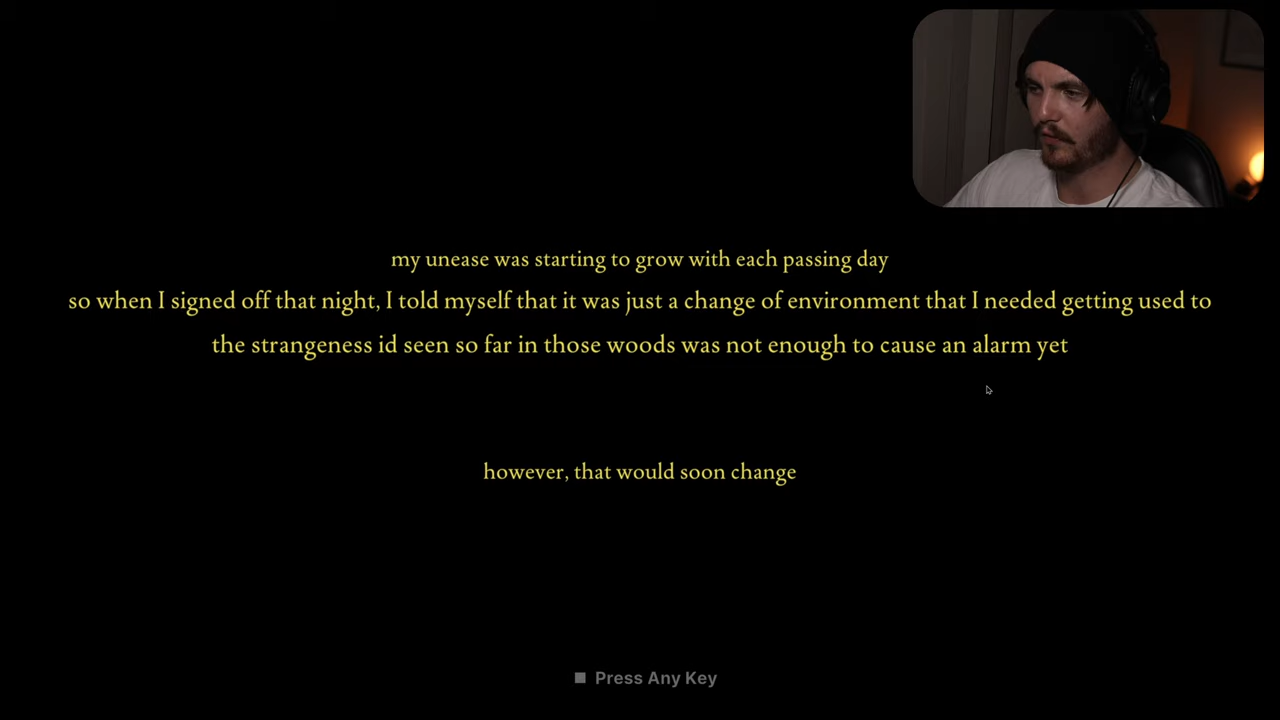 my unease was starting to grow with each passing day
so when I signed off that night, I told myself that it was just a change of environment that I needed getting used to
the strangeness id seen so far in those woods was not enough to cause an alarm yet
however, that would soon change
Press Any Key